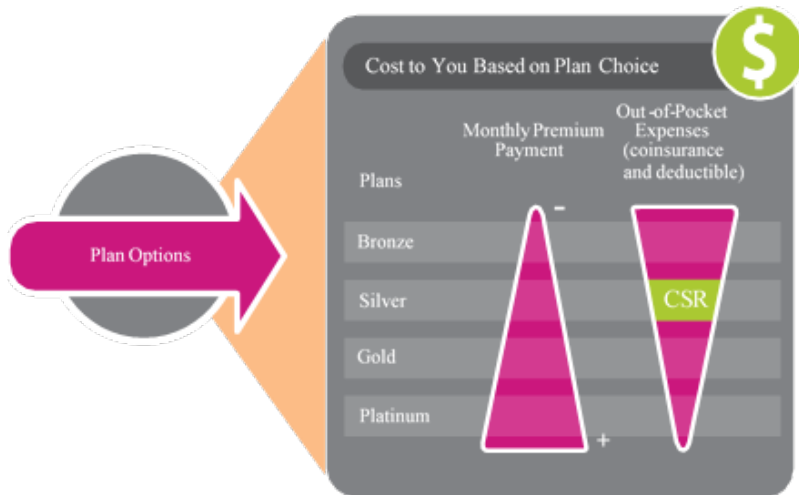 $
Cost to You Based on Plan Choice
Monthly Premium
Payment
Out-of-Pocket
Expenses
(coinsurance
and deductible)
Plans
-
Bronze
Plan Options
Silver
CSR
Gold
Platinum
+